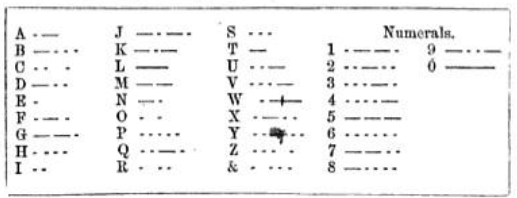 A · — J — · — · S · · · Numerals.
B — · · · K — · — T — 1 · — — · 9 — · · —
C · · · L —— U · · — 2 · · — · · 0 ———
D — · · M — — V · · · — 3 · · · — ·
E · N — · W · — — 4 · · · · —
F · — · O · · X · — · · 5 — — —
G — — · P · · · · · Y · · · · 6 · · · · · ·
H · · · · Q · · — · Z · · · · 7 — — · ·
I · · R · · · & · · · · 8 — · · · ·